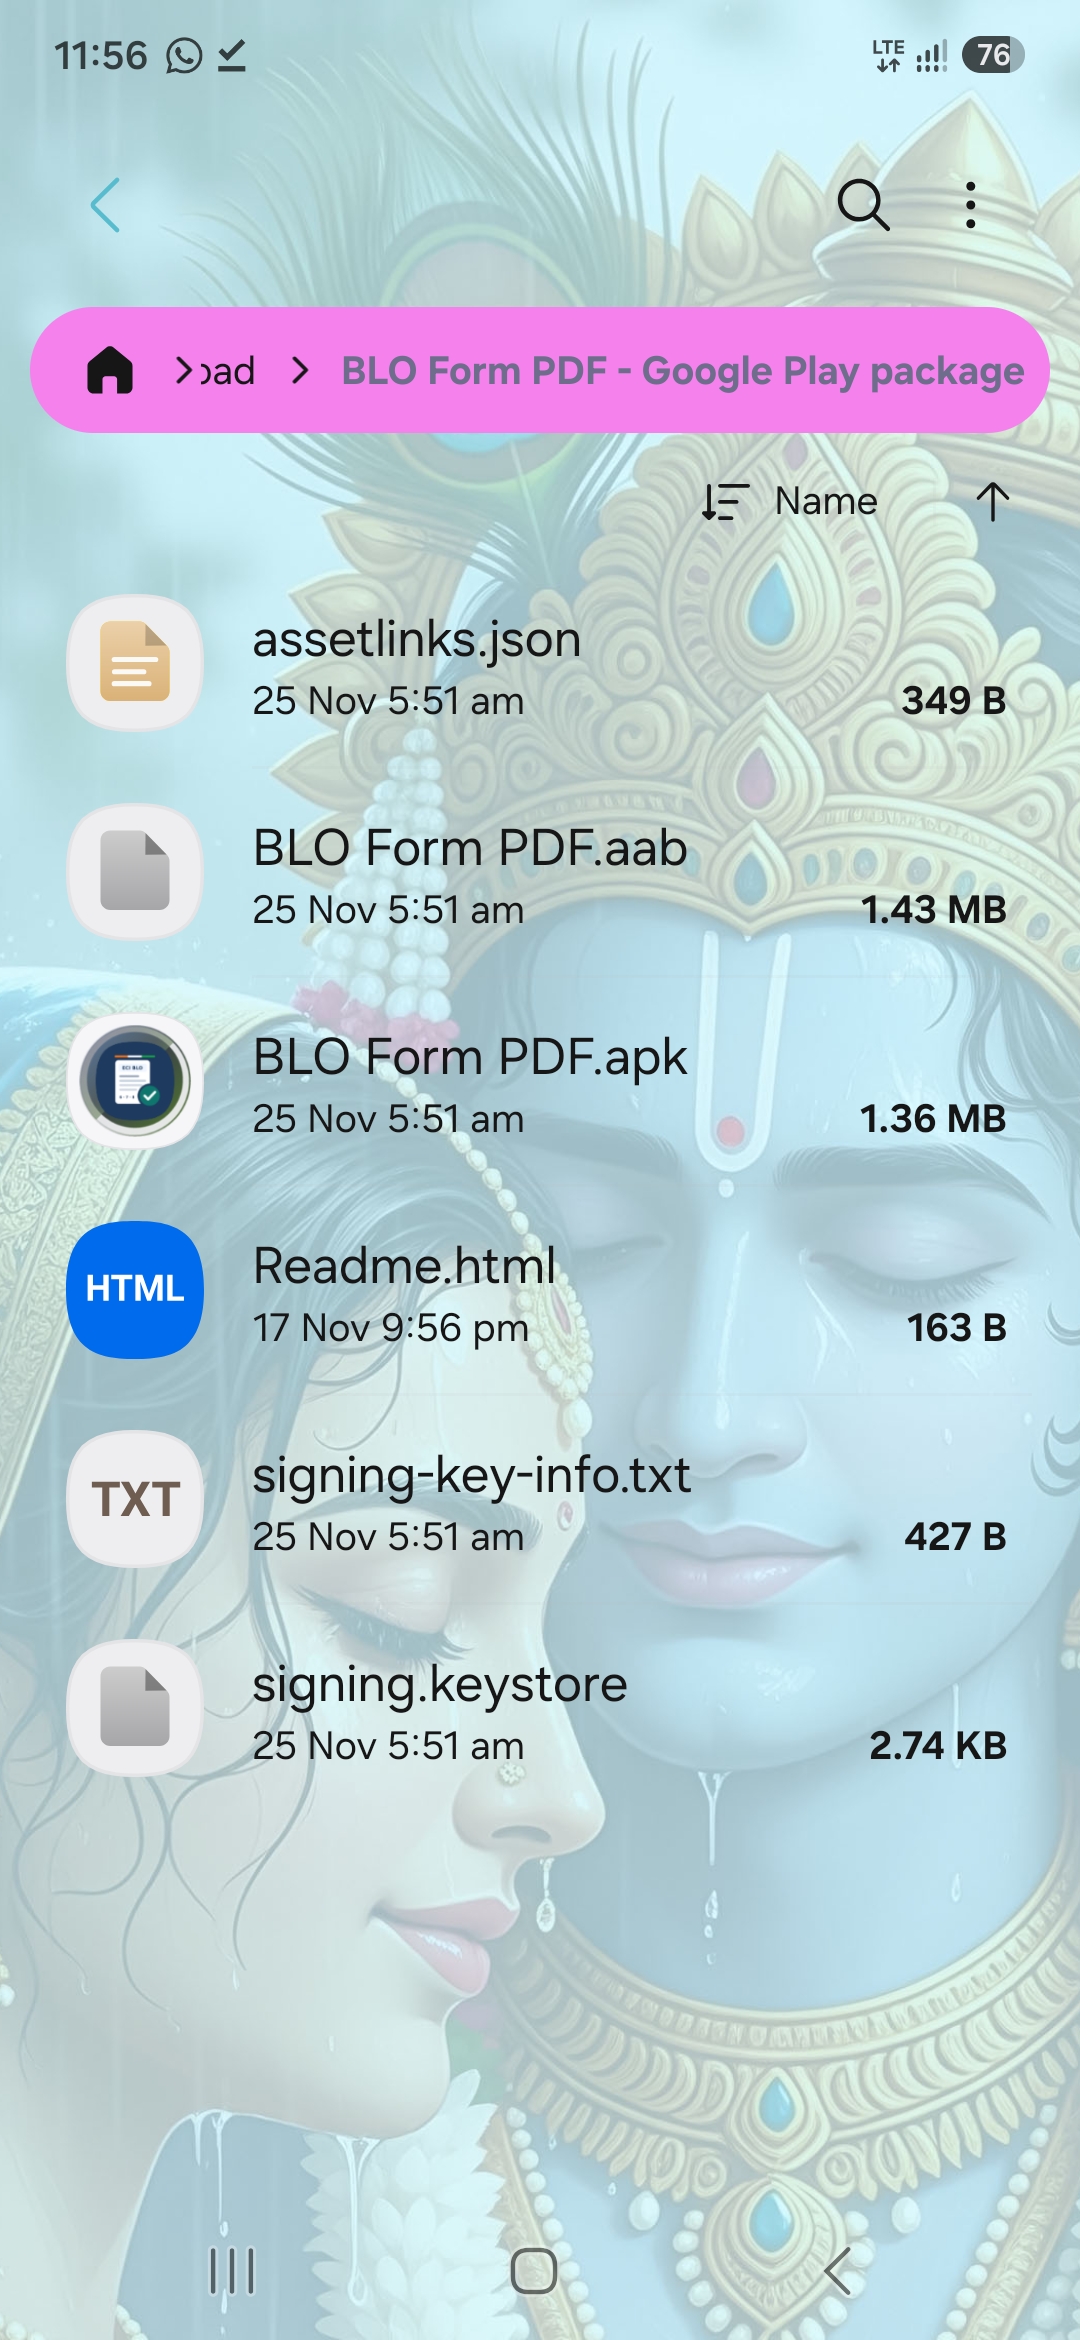 11:56
LTE
76
oad
BLO Form PDF - Google Play package
Name
assetlinks.json
25 Nov 5:51 am
349 B
BLO Form PDF.aab
25 Nov 5:51 am
1.43 MB
ECI BLO
BLO Form PDF.apk
25 Nov 5:51 am
1.36 MB
HTML
Readme.html
17 Nov 9:56 pm
163 B
TXT
signing-key-info.txt
25 Nov 5:51 am
427 B
signing.keystore
25 Nov 5:51 am
2.74 KB